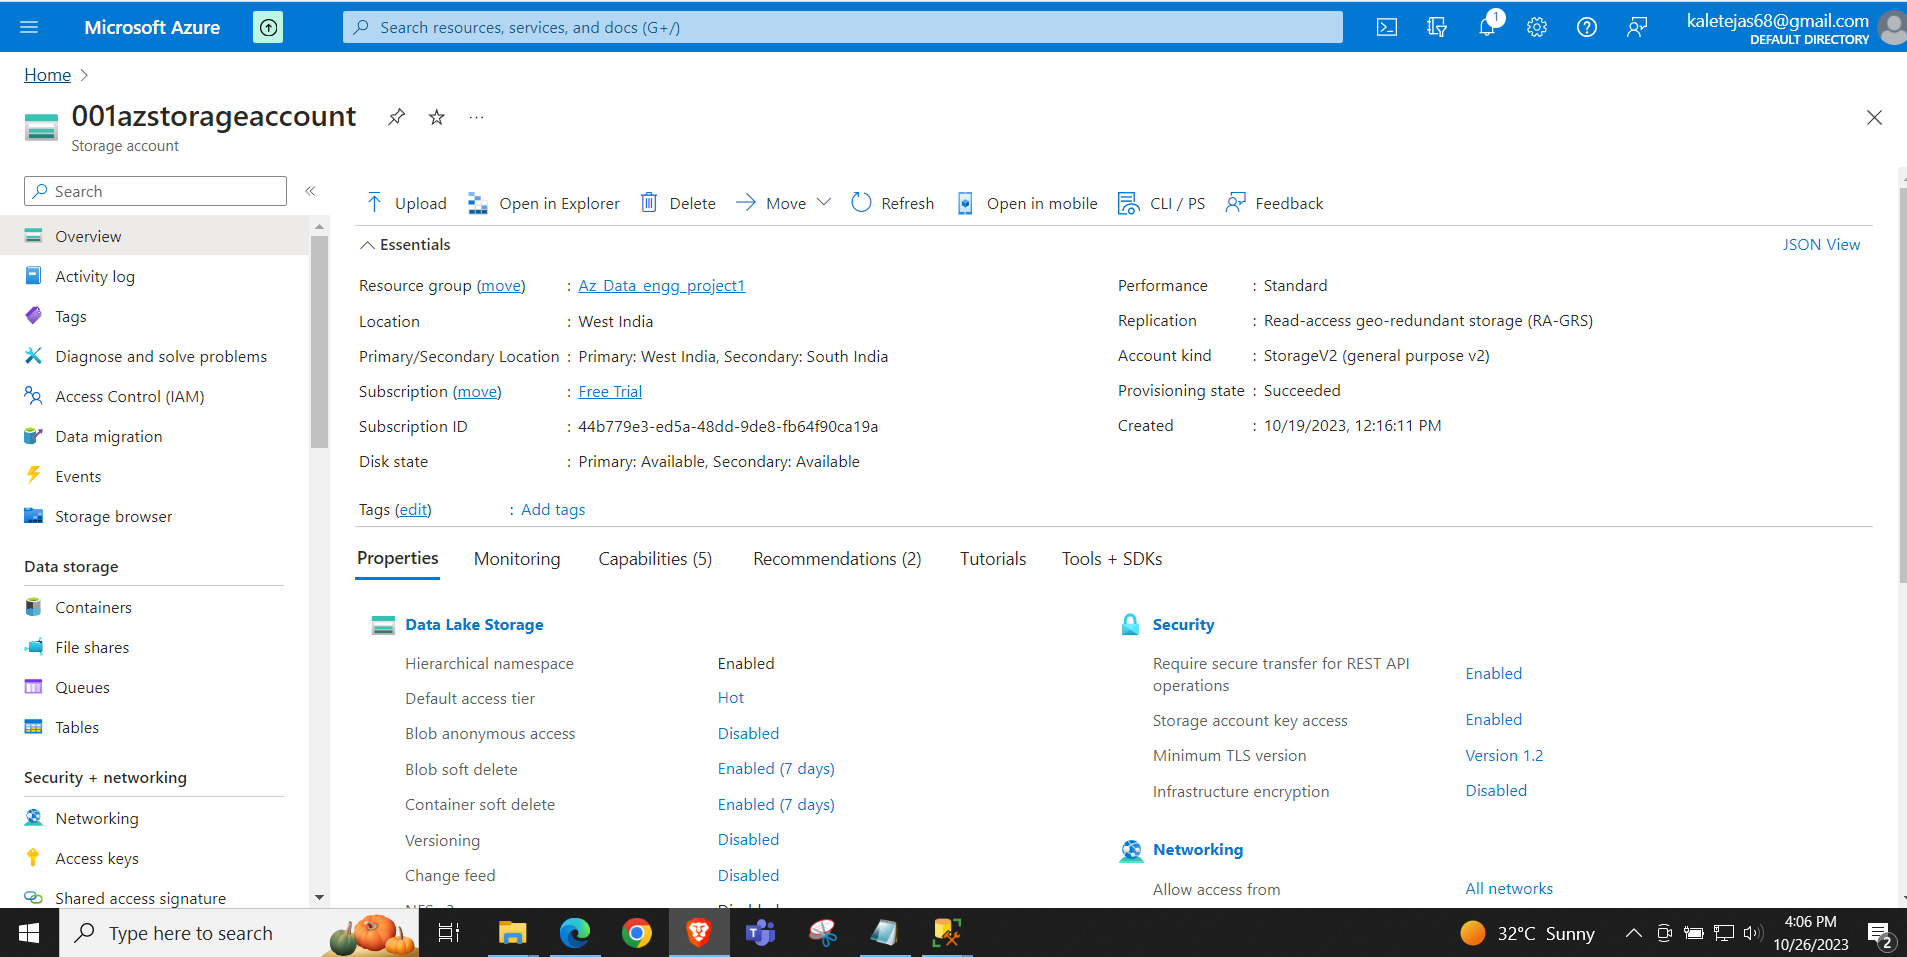 Microsoft Azure
Search resources, services, and docs (G+/)
1
kaletejas68@gmail.com
DEFAULT DIRECTORY
Home
001azstorageaccount
Storage account
Search
Overview
Activity log
Tags
Diagnose and solve problems
Access Control (IAM)
Data migration
Events
Storage browser
Data storage
Containers
File shares
Queues
Tables
Security + networking
Networking
Access keys
Shared access signature
Upload Open in Explorer Delete Move Refresh Open in mobile CLI / PS Feedback
Essentials JSON View
Resource group (move) : Az_Data_engg_project1
Location : West India
Primary/Secondary Location : Primary: West India, Secondary: South India
Subscription (move) : Free Trial
Subscription ID : 44b779e3-ed5a-48dd-9de8-fb64f90ca19a
Disk state : Primary: Available, Secondary: Available
Performance : Standard
Replication : Read-access geo-redundant storage (RA-GRS)
Account kind : StorageV2 (general purpose v2)
Provisioning state : Succeeded
Created : 10/19/2023, 12:16:11 PM
Tags (edit) : Add tags
Properties Monitoring Capabilities (5) Recommendations (2) Tutorials Tools + SDKs
Data Lake Storage
Hierarchical namespace Enabled
Default access tier Hot
Blob anonymous access Disabled
Blob soft delete Enabled (7 days)
Container soft delete Enabled (7 days)
Versioning Disabled
Change feed Disabled
Security
Require secure transfer for REST API
operations Enabled
Storage account key access Enabled
Minimum TLS version Version 1.2
Infrastructure encryption Disabled
Networking
Allow access from All networks
Type here to search
32°C Sunny
4:06 PM
10/26/2023
2